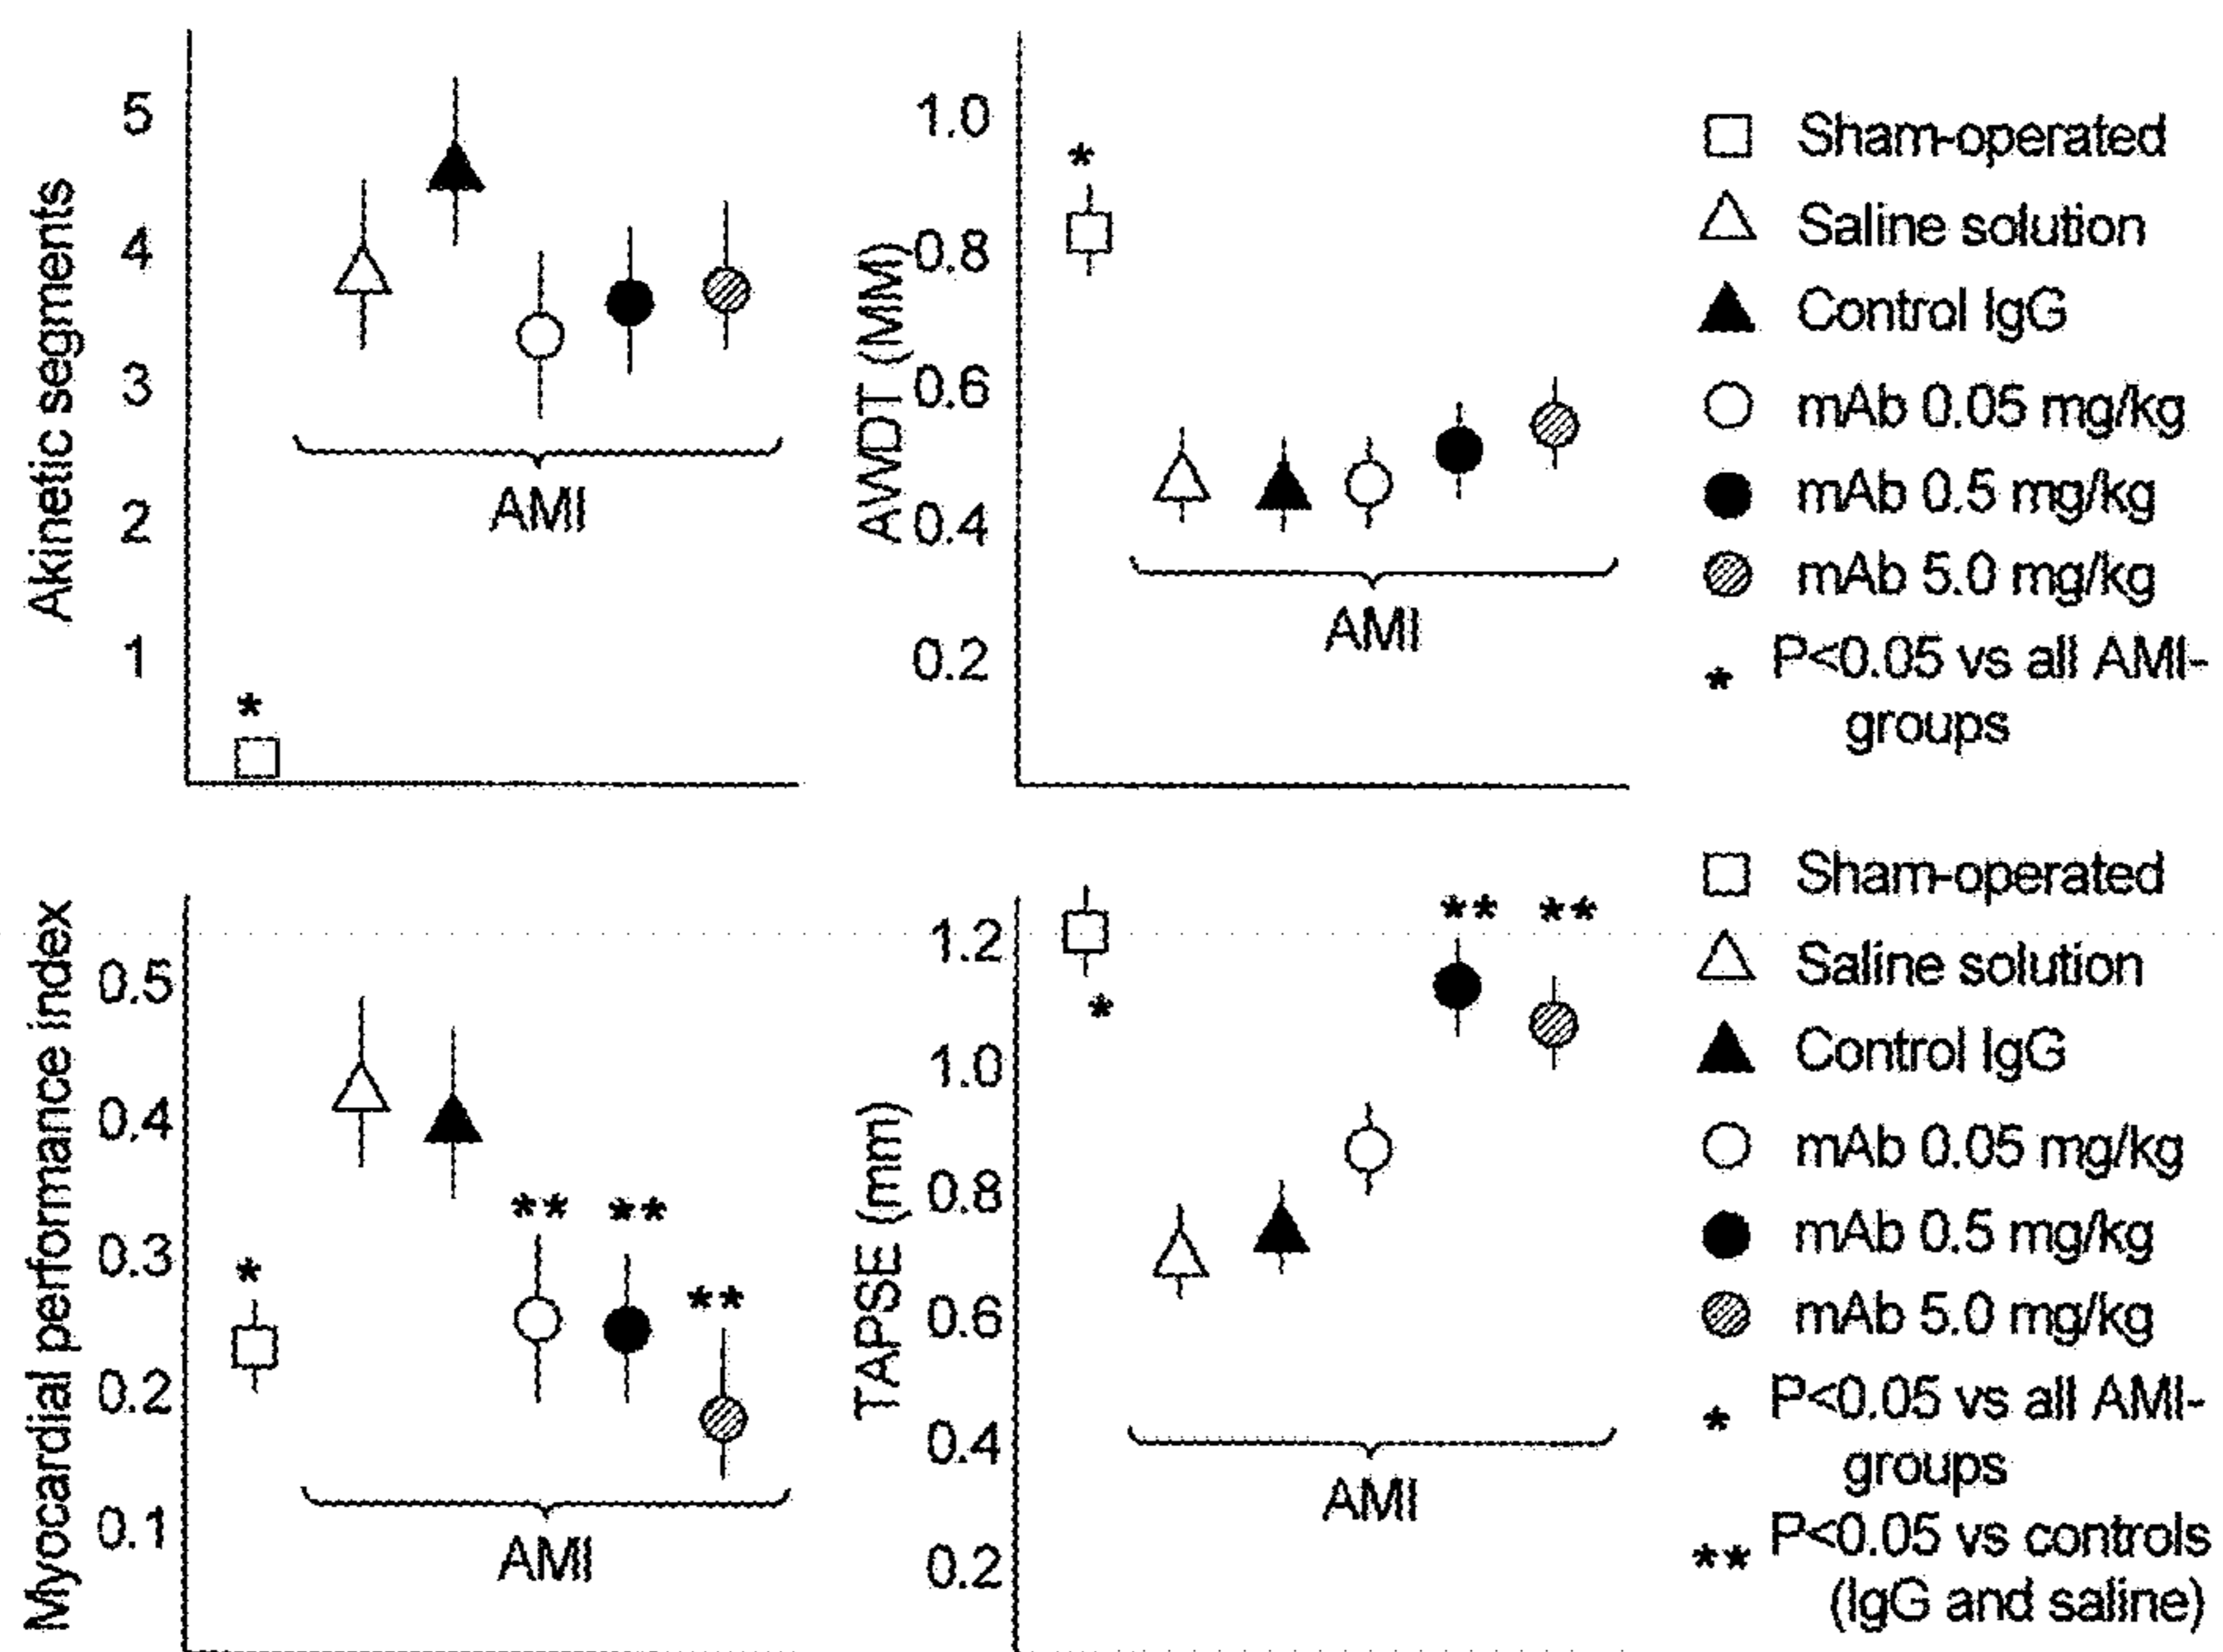 Akinetic segments
5
4
3
2
1
*
AMI
AWDT (MM)
1.0
0.8
0.6
0.4
0.2
*
AMI
Sham-operated
Saline solution
Control IgG
mAb 0.05 mg/kg
mAb 0.5 mg/kg
mAb 5.0 mg/kg
* P<0.05 vs all AMI-
groups
Myocardial performance index
0.5
0.4
0.3
0.2
0.1
*
** **
**
AMI
TAPSE (mm)
1.2
1.0
0.8
0.6
0.4
0.2
*
** **
AMI
Sham-operated
Saline solution
Control IgG
mAb 0.05 mg/kg
mAb 0.5 mg/kg
mAb 5.0 mg/kg
* P<0.05 vs all AMI-
groups
** P<0.05 vs controls
(IgG and saline)